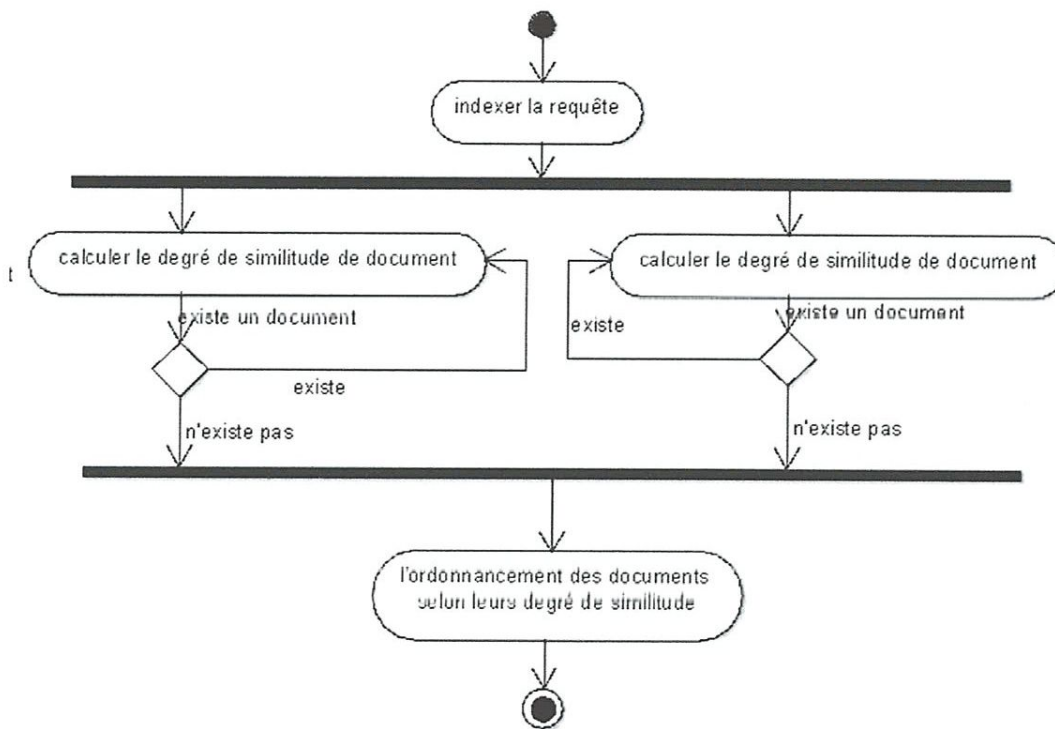 indexer la requête
calculer le degré de similitude de document
calculer le degré de similitude de document
t
existe un document
existe un document
existe
existe
n'existe pas
n'existe pas
l'ordonnancement des documents
selon leurs degré de similitude